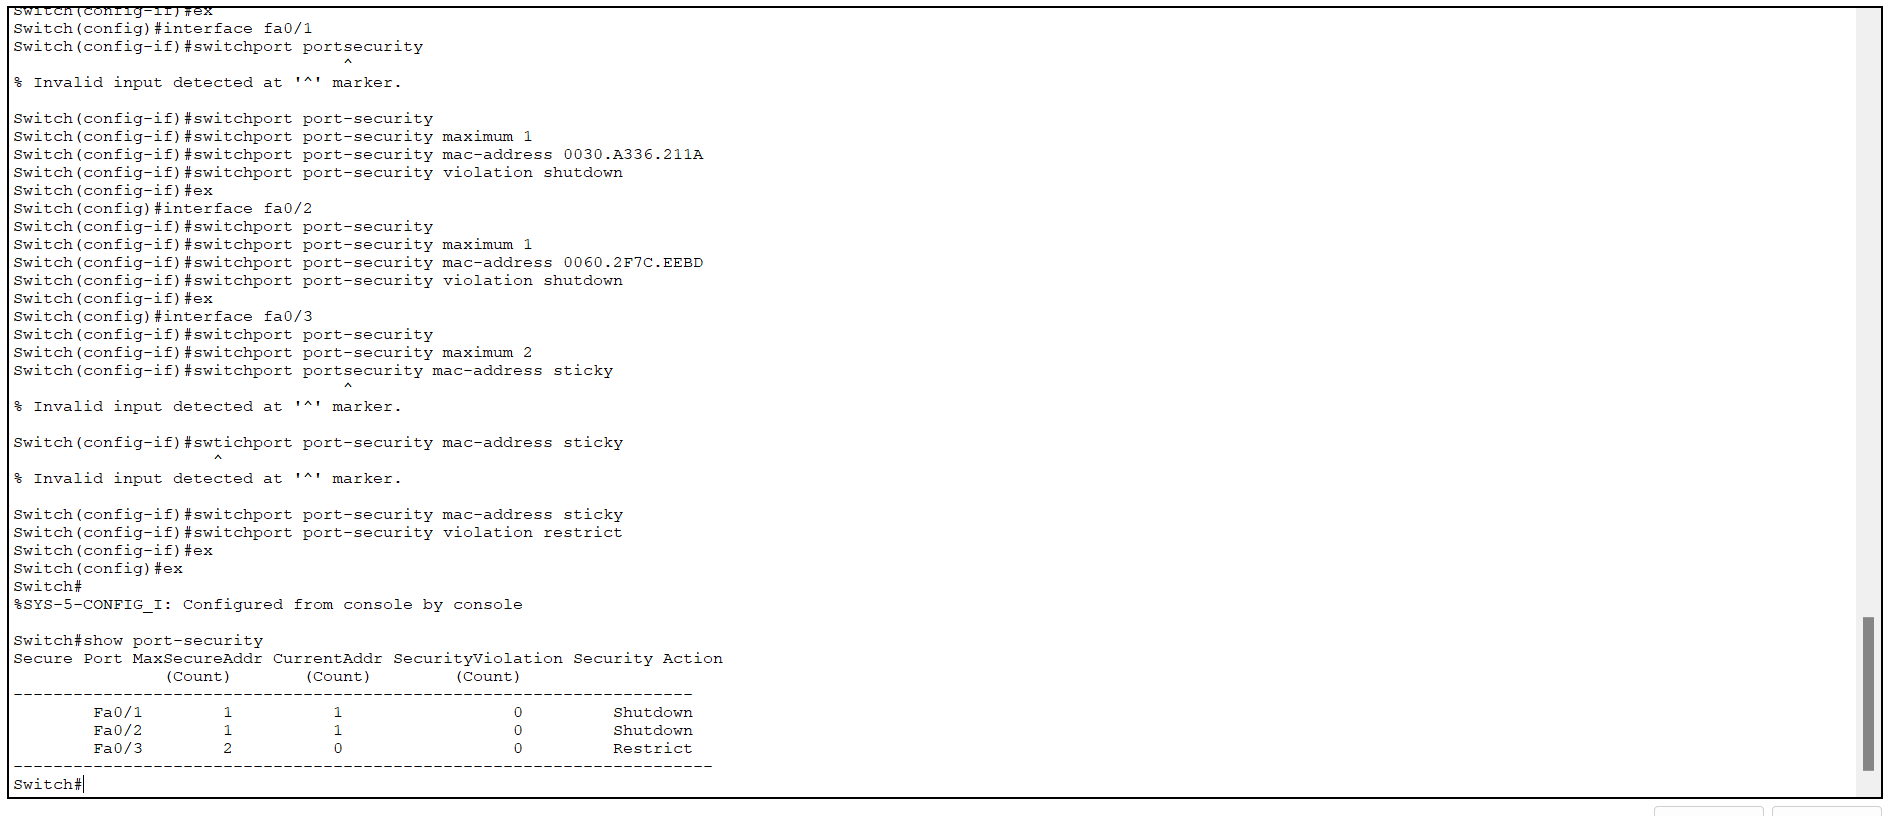 Switch(config-if)#ex
Switch(config)#interface fa0/1
Switch(config-if)#switchport portsecurity
^
% Invalid input detected at '^' marker.
Switch(config-if)#switchport port-security
Switch(config-if)#switchport port-security maximum 1
Switch(config-if)#switchport port-security mac-address 0030.A336.211A
Switch(config-if)#switchport port-security violation shutdown
Switch(config-if)#ex
Switch(config)#interface fa0/2
Switch(config-if)#switchport port-security
Switch(config-if)#switchport port-security maximum 1
Switch(config-if)#switchport port-security mac-address 0060.2F7C.EEBD
Switch(config-if)#switchport port-security violation shutdown
Switch(config-if)#ex
Switch(config)#interface fa0/3
Switch(config-if)#switchport port-security
Switch(config-if)#switchport port-security maximum 2
Switch(config-if)#switchport portsecurity mac-address sticky
^
% Invalid input detected at '^' marker.
Switch(config-if)#swtichport port-security mac-address sticky
^
% Invalid input detected at '^' marker.
Switch(config-if)#switchport port-security mac-address sticky
Switch(config-if)#switchport port-security violation restrict
Switch(config-if)#ex
Switch(config)#ex
Switch#
%SYS-5-CONFIG_I: Configured from console by console
Switch#show port-security
Secure Port MaxSecureAddr CurrentAddr SecurityViolation Security Action
(Count) (Count) (Count)
--------------------------------------------------------------------
Fa0/1 1 1 0 Shutdown
Fa0/2 1 1 0 Shutdown
Fa0/3 2 0 0 Restrict
----------------------------------------------------------------------
Switch#